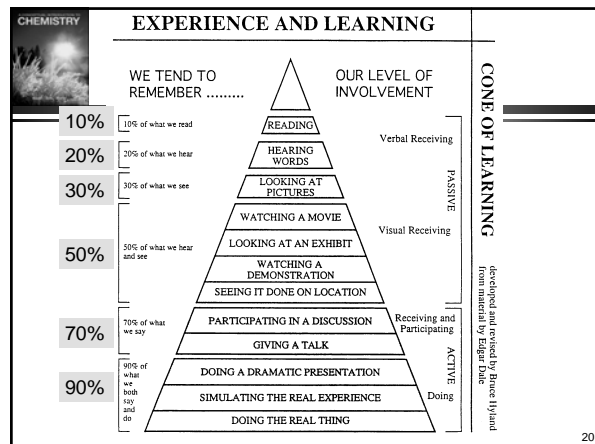 CHEMISTRY
EXPERIENCE AND LEARNING
WE TEND TO
REMEMBER .........
OUR LEVEL OF
INVOLVEMENT
10%
10% of what we read
READING
Verbal Receiving
20%
20% of what we hear
HEARING
WORDS
30%
30% of what we see
LOOKING AT
PICTURES
50%
50% of what we hear
and see
WATCHING A MOVIE
LOOKING AT AN EXHIBIT
WATCHING A
DEMONSTRATION
SEEING IT DONE ON LOCATION
Visual Receiving
PASSIVE
70%
70% of what
we say
PARTICIPATING IN A DISCUSSION
GIVING A TALK
Receiving and
Participating
90%
90% of
what
we
both
say
and
do
DOING A DRAMATIC PRESENTATION
SIMULATING THE REAL EXPERIENCE
DOING THE REAL THING
Doing
ACTIVE
CONE OF LEARNING
developed and revised by Bruce Hyland
from material by Edgar Dale
20